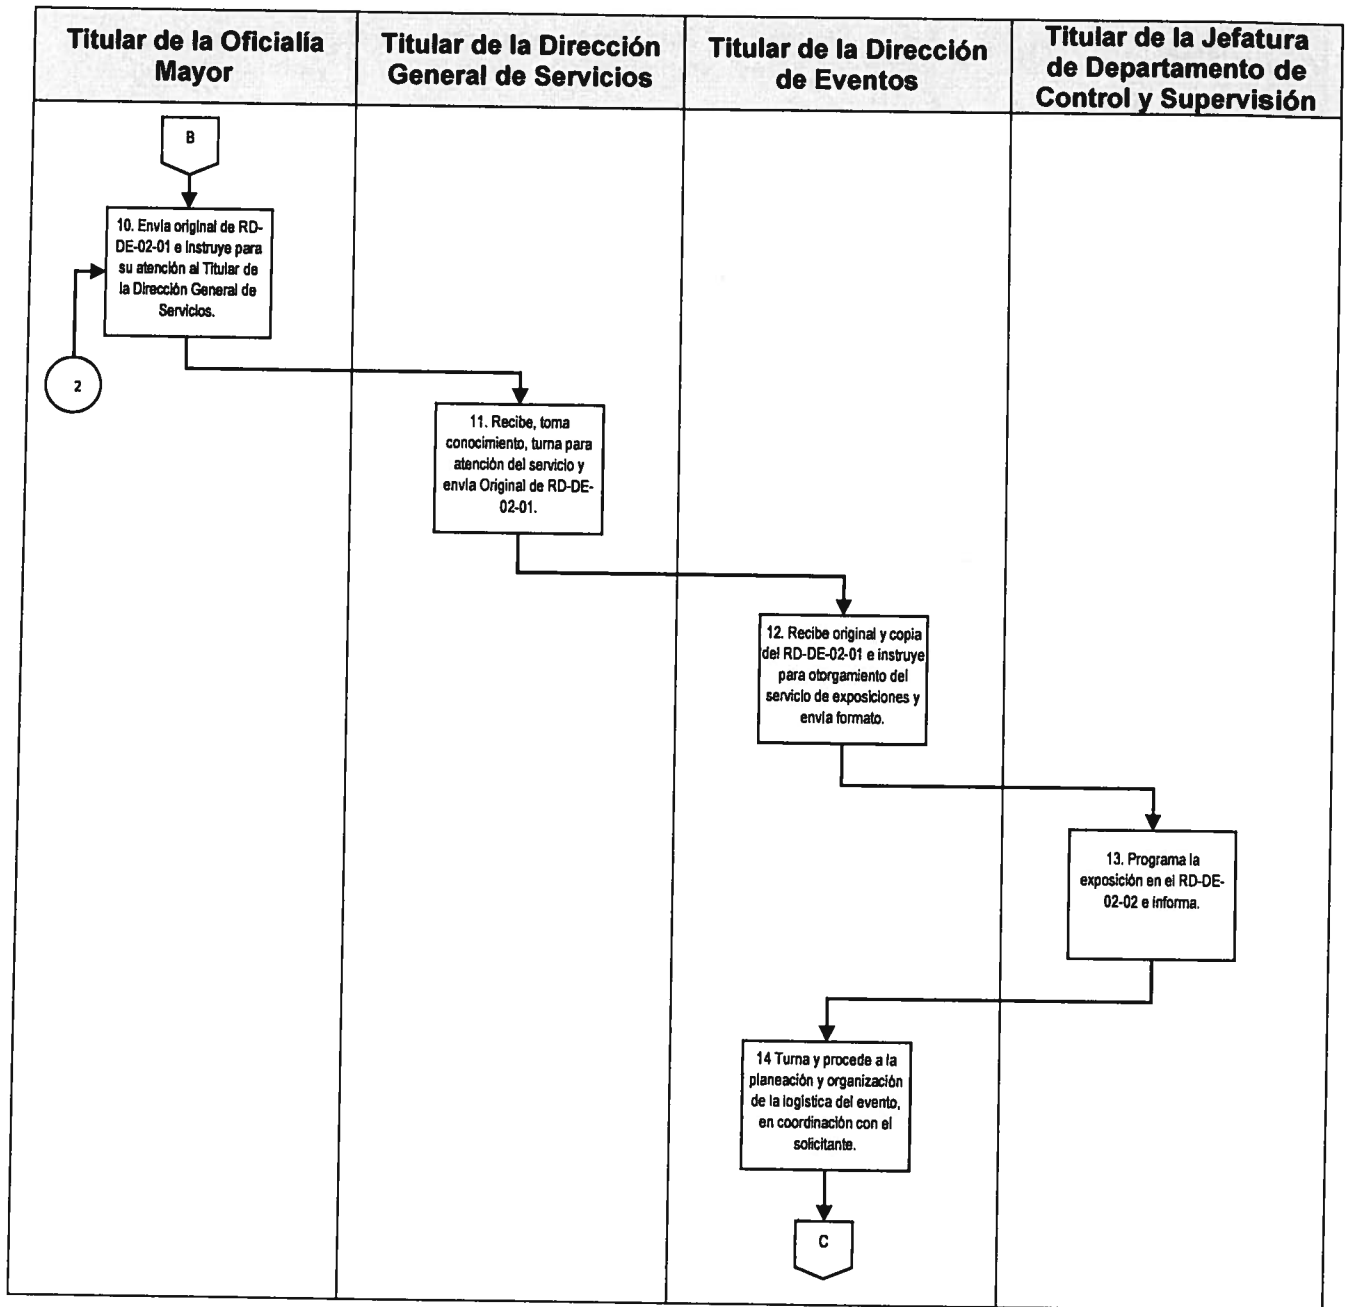 Titular de la Oficialía
Mayor
Titular de la Dirección
General de Servicios
Titular de la Dirección
de Eventos
Titular de la Jefatura
de Departamento de
Control y Supervisión
B
10. Envía original de RD-
DE-02-01 e instruye para
su atención al Titular de
la Dirección General de
Servicios.
2
11. Recibe, toma
conocimiento, turna para
atención del servicio y
envía Original de RD-DE-
02-01.
12. Recibe original y copia
del RD-DE-02-01 e instruye
para otorgamiento del
servicio de exposiciones y
envía formato.
13. Programa la
exposición en el RD-DE-
02-02 e informa.
14 Turna y procede a la
planeación y organización
de la logística del evento,
en coordinación con el
solicitante.
C